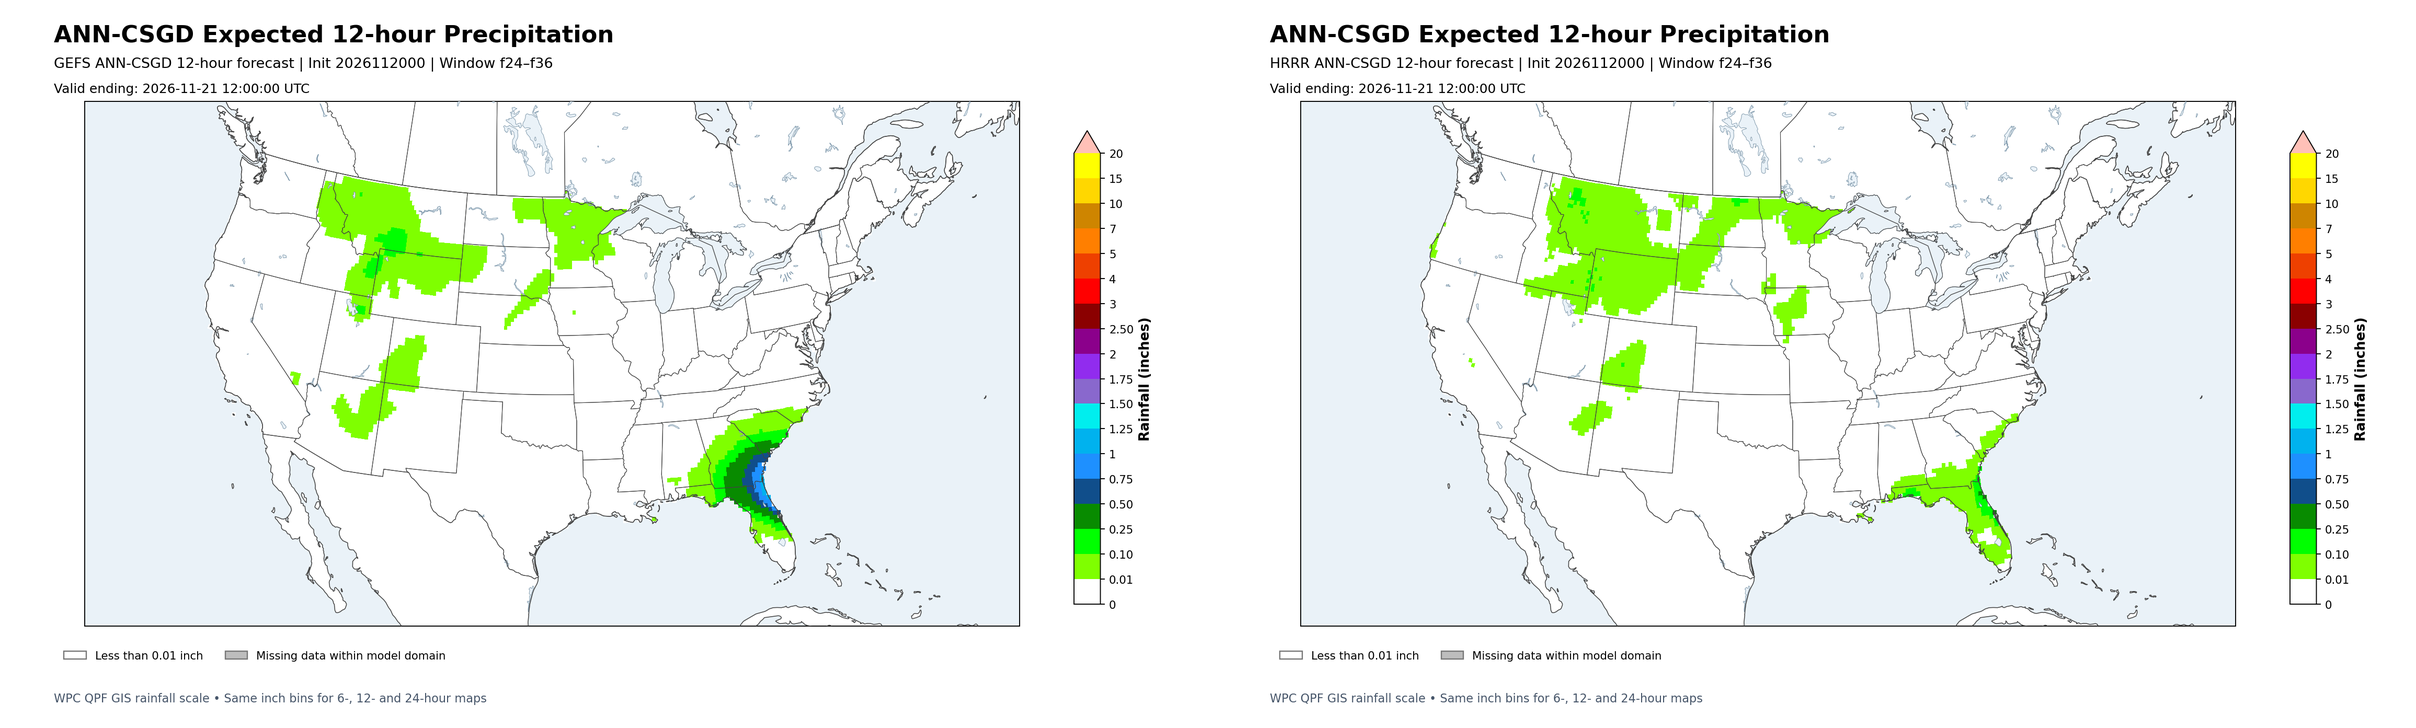 ANN-CSGD Expected 12-hour Precipitation
GEFS ANN-CSGD 12-hour forecast | Init 2026112000 | Window f24–f36
Valid ending: 2026-11-21 12:00:00 UTC
20
15
10
7
5
4
3
2.50
2
1.75
1.50
1.25
1
0.75
0.50
0.25
0.10
0.01
0
Rainfall (inches)
Less than 0.01 inch
Missing data within model domain
WPC QPF GIS rainfall scale • Same inch bins for 6-, 12- and 24-hour maps
ANN-CSGD Expected 12-hour Precipitation
HRRR ANN-CSGD 12-hour forecast | Init 2026112000 | Window f24–f36
Valid ending: 2026-11-21 12:00:00 UTC
20
15
10
7
5
4
3
2.50
2
1.75
1.50
1.25
1
0.75
0.50
0.25
0.10
0.01
0
Rainfall (inches)
Less than 0.01 inch
Missing data within model domain
WPC QPF GIS rainfall scale • Same inch bins for 6-, 12- and 24-hour maps